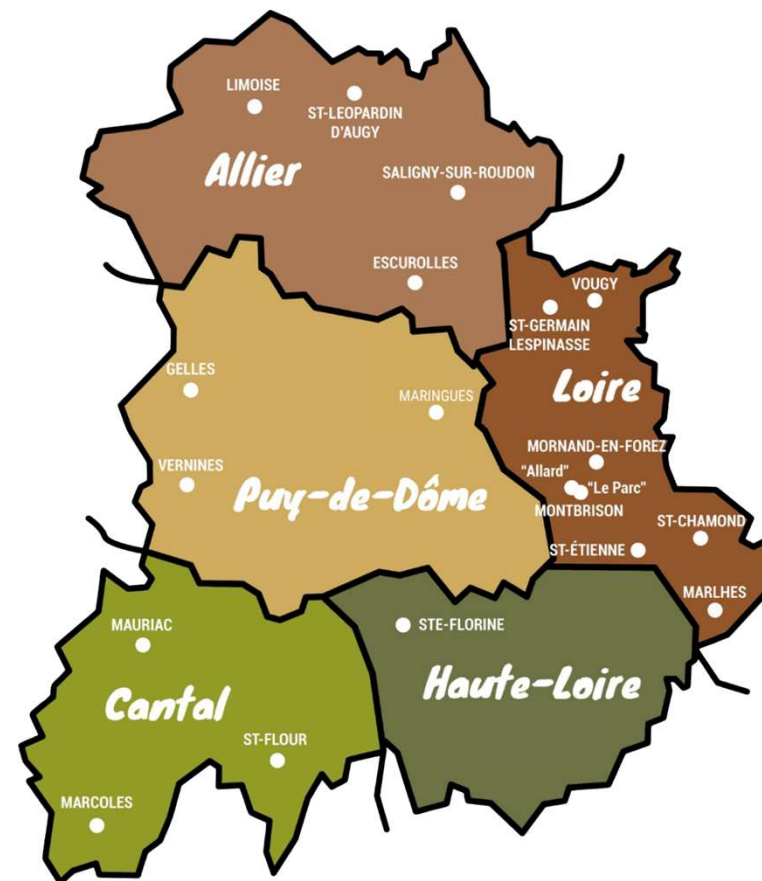 LIMOISE
ST-LEOPARDIN
D'AUGY
Allier
SALIGNY-SUR-ROUDON
ESCUROLLES
VOUGY
ST-GERMAIN
LESPINASSE
Loire
GELLES
MARINGUES
VERNINES
Puy-de-Dôme
MORNAND-EN-FOREZ
"Allard"
"Le Parc"
MONTBRISON
ST-CHAMOND
ST-ÉTIENNE
MARLHES
MAURIAC
Cantal
ST-FLOUR
MARCOLES
STE-FLORINE
Haute-Loire